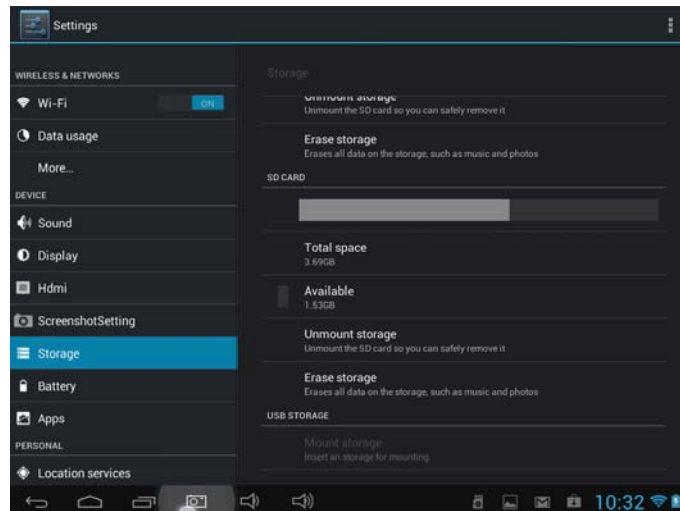 Settings
WIRELESS & NETWORKS
Wi-Fi
ON
Data usage
More...
DEVICE
Sound
Display
Hdmi
ScreenshotSetting
Storage
Battery
Apps
PERSONAL
Location services
Storage
Unmount storage
Unmount the SD card so you can safely remove it
Erase storage
Erases all data on the storage, such as music and photos
SD CARD
Total space
3.69GB
Available
1.53GB
Unmount storage
Unmount the SD card so you can safely remove it
Erase storage
Erases all data on the storage, such as music and photos
USB STORAGE
Mount storage
Insert an storage for mounting
10:32